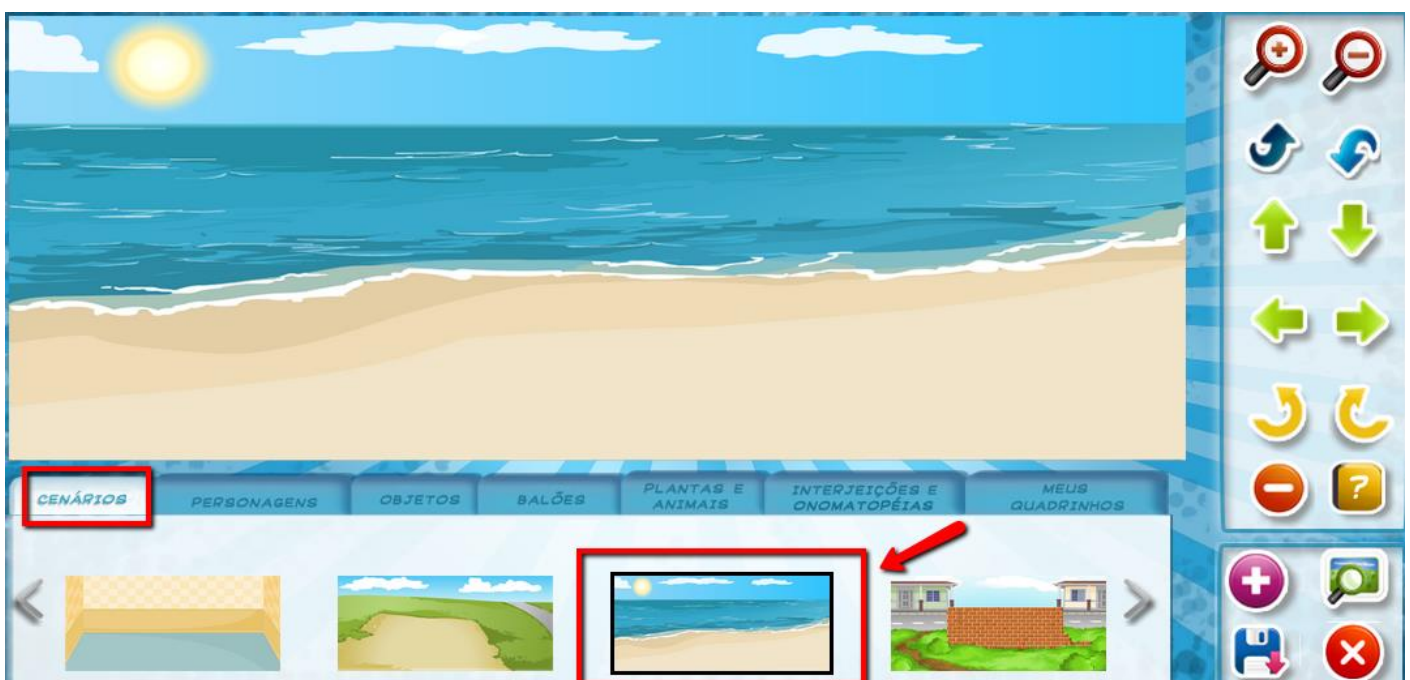 CENÁRIOS
PERSONAGENS
OBJETOS
BALÕES
PLANTAS E
ANIMAIS
INTERJEIÇÕES E
ONOMATOPÉIAS
MEUS
QUADRINHOS
?